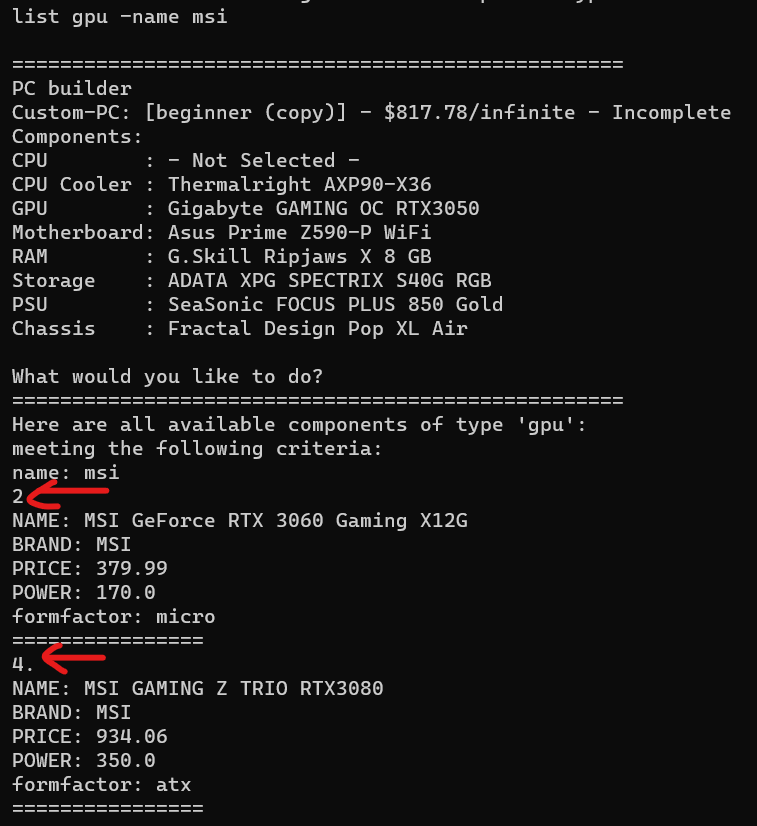 list gpu -name msi
===================================================
PC builder
Custom-PC: [beginner (copy)] - $817.78/infinite - Incomplete
Components:
CPU        : - Not Selected -
CPU Cooler : Thermalright AXP90-X36
GPU        : Gigabyte GAMING OC RTX3050
Motherboard: Asus Prime Z590-P WiFi
RAM        : G.Skill Ripjaws X 8 GB
Storage    : ADATA XPG SPECTRIX S40G RGB
PSU        : SeaSonic FOCUS PLUS 850 Gold
Chassis    : Fractal Design Pop XL Air
What would you like to do?
===================================================
Here are all available components of type 'gpu':
meeting the following criteria:
name: msi
2
NAME: MSI GeForce RTX 3060 Gaming X12G
BRAND: MSI
PRICE: 379.99
POWER: 170.0
formfactor: micro
================
4.
NAME: MSI GAMING Z TRIO RTX3080
BRAND: MSI
PRICE: 934.06
POWER: 350.0
formfactor: atx
================